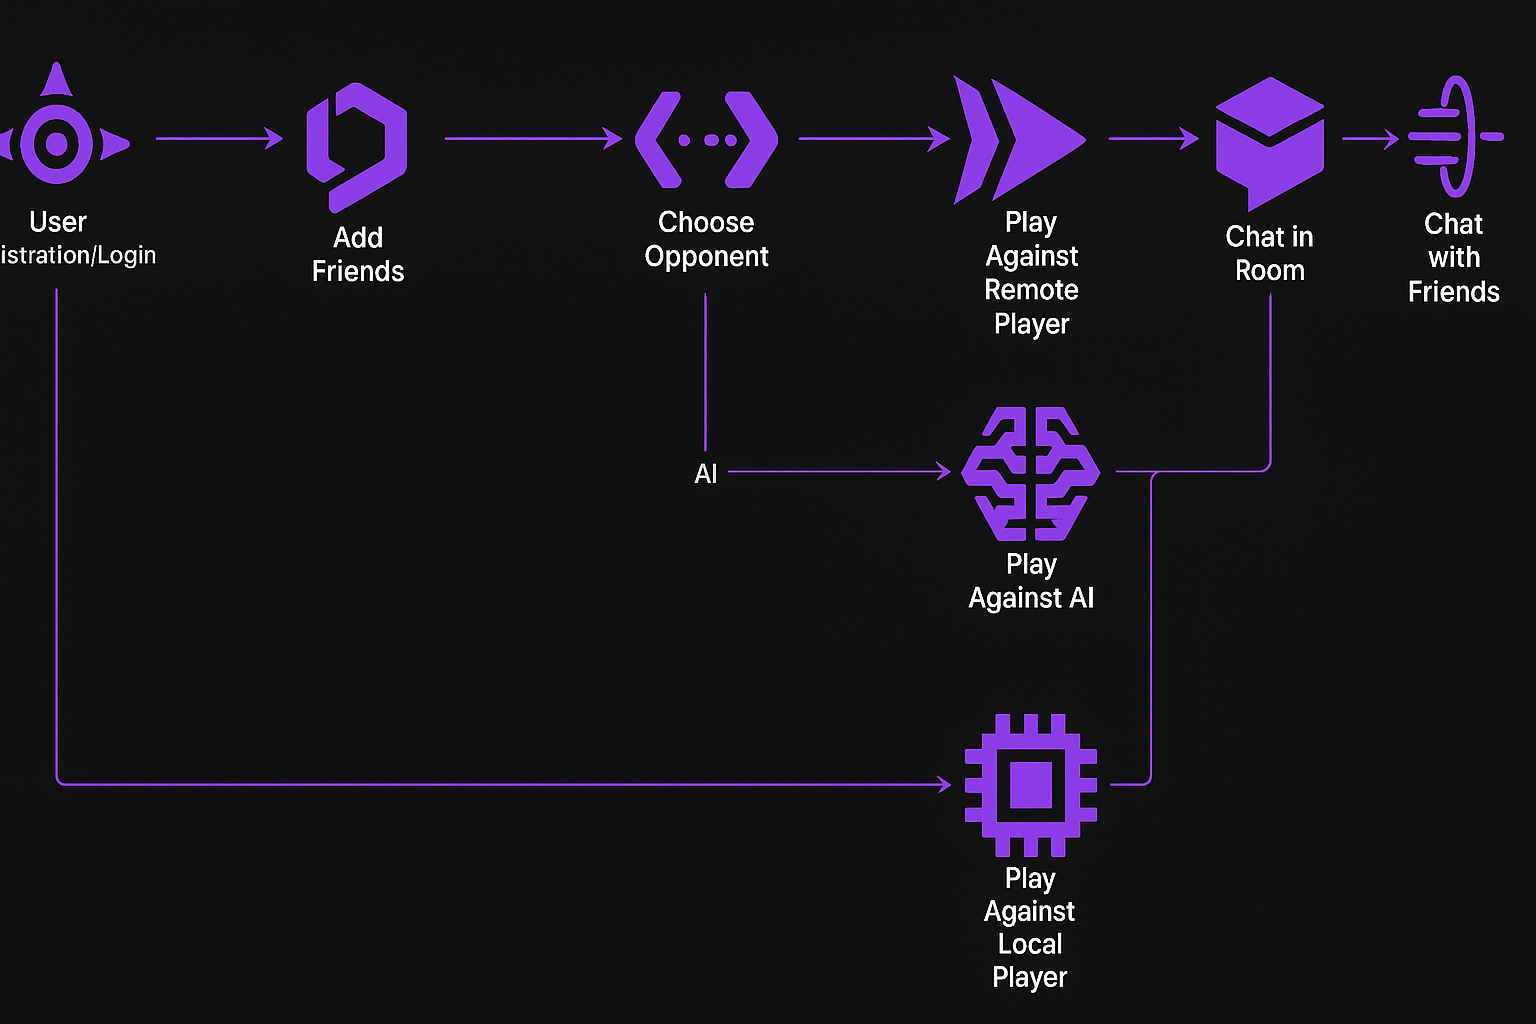 User
istration/Login
Add
Friends
Choose
Opponent
Play
Against
Remote
Player
Chat in
Room
Chat
with
Friends
AI
Play
Against AI
Play
Against
Local
Player